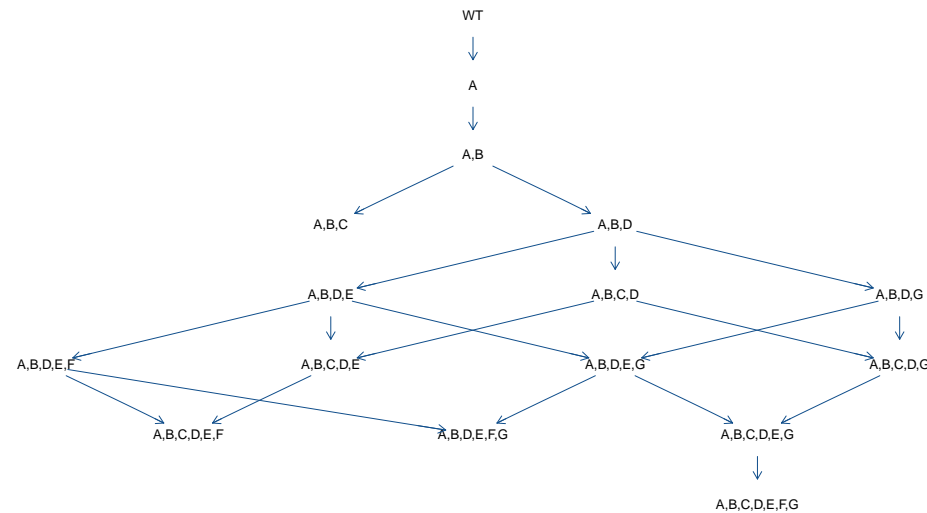 WT
A
A,B
A,B,C
A,B,D
A,B,D,E
A,B,C,D
A,B,D,G
A,B,D,E,F
A,B,C,D,E
A,B,D,E,G
A,B,C,D,G
A,B,C,D,E,F
A,B,D,E,F,G
A,B,C,D,E,G
A,B,C,D,E,F,G